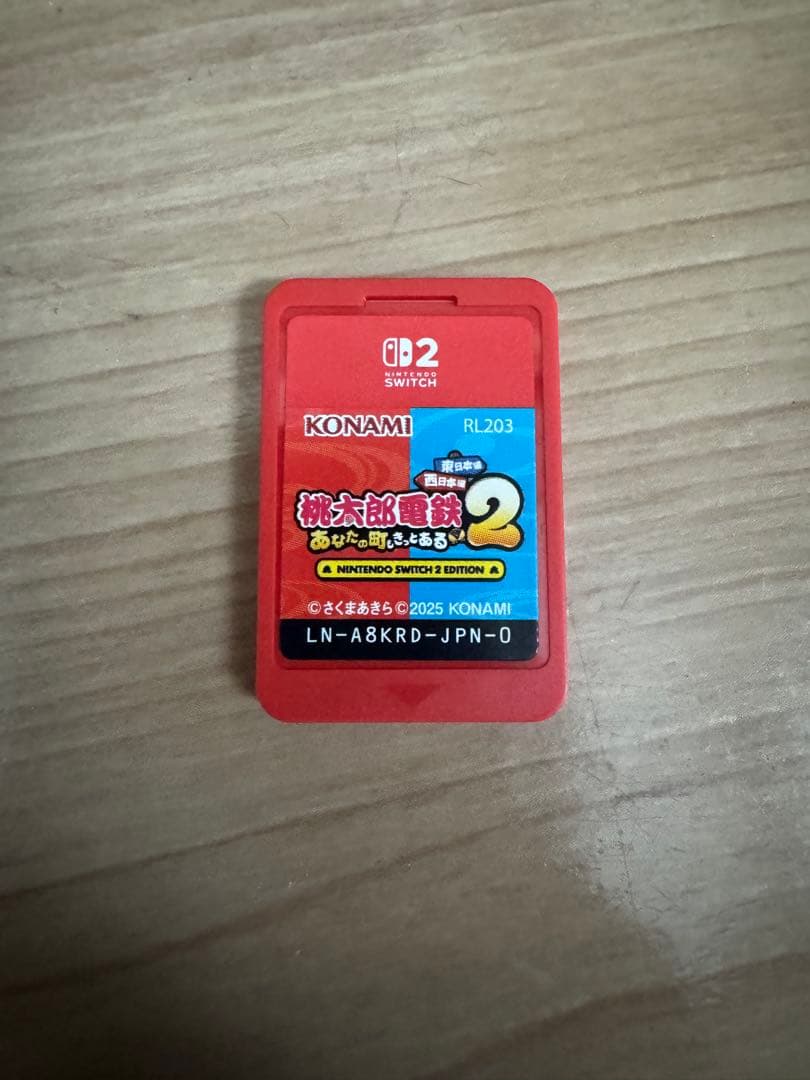 2
NINTENDO
SWITCH
KONAMI RL203
東日本編
西日本編
桃太郎電鉄2
あなたの町もきっとある
NINTENDO SWITCH 2 EDITION
©さくまあきら©2025 KONAMI
LN-A8KRD-JPN-0